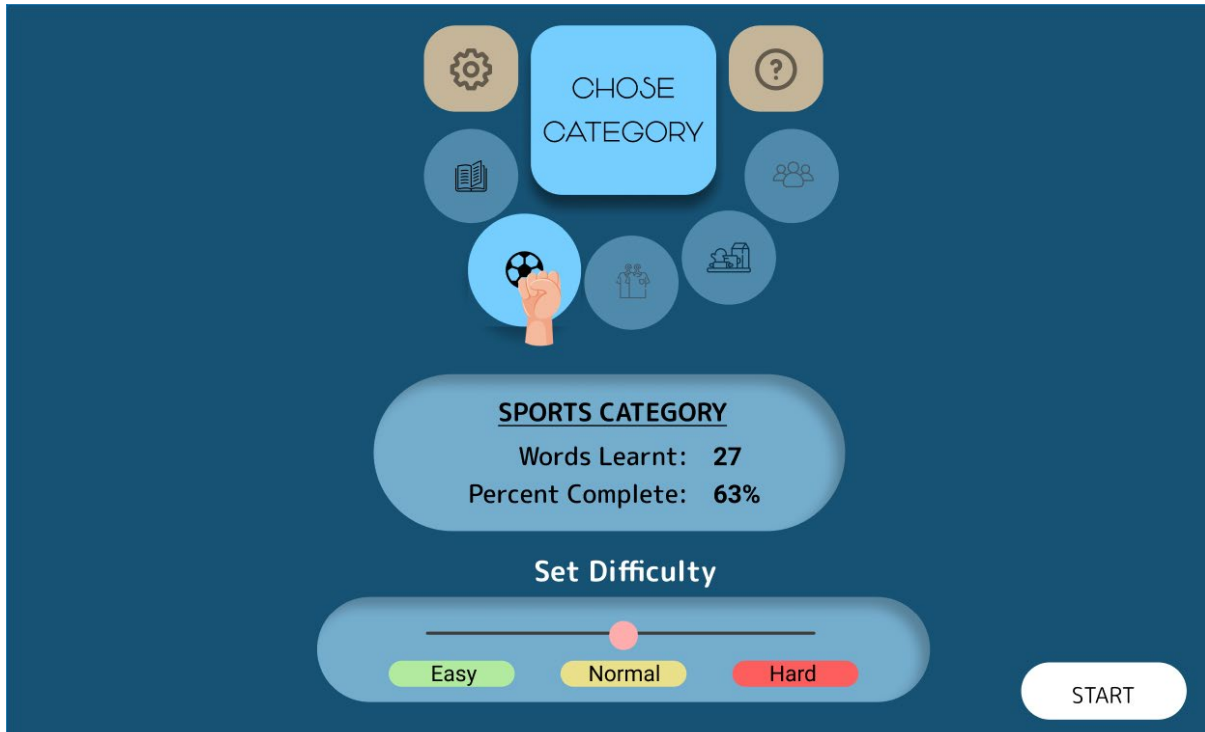 CHOSE
CATEGORY
?
SPORTS CATEGORY
Words Learnt: 27
Percent Complete: 63%
Set Difficulty
Easy Normal Hard
START